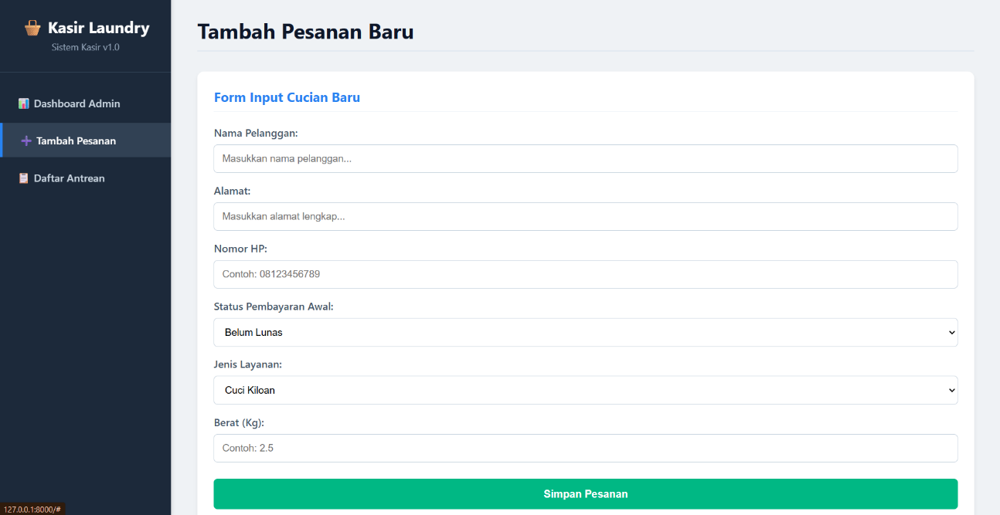 Kasir Laundry
Sistem Kasir v1.0
Dashboard Admin
Tambah Pesanan
Daftar Antrean
Tambah Pesanan Baru
Form Input Cucian Baru
Nama Pelanggan:
Masukkan nama pelanggan...
Alamat:
Masukkan alamat lengkap...
Nomor HP:
Contoh: 08123456789
Status Pembayaran Awal:
Belum Lunas
Jenis Layanan:
Cuci Kiloan
Berat (Kg):
Contoh: 2.5
Simpan Pesanan
127.0.0.1:8000/#